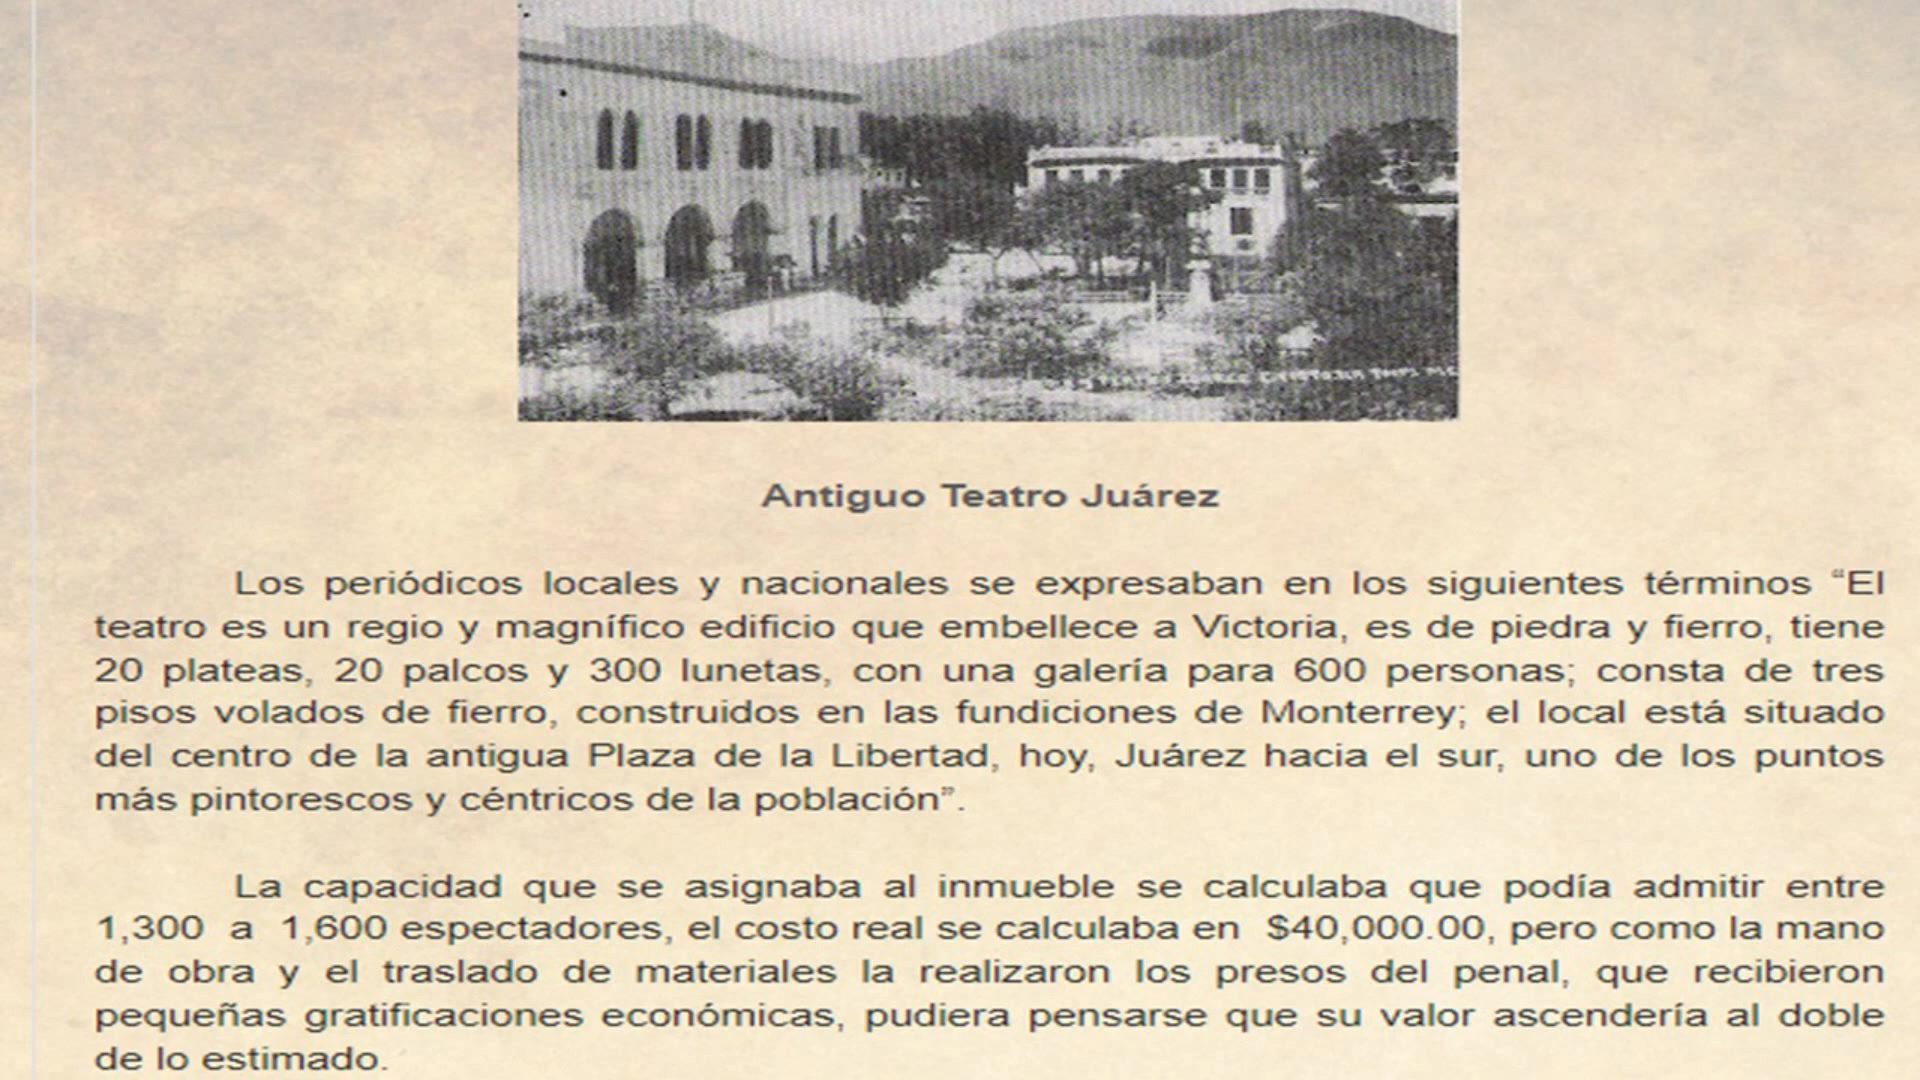 VICTORIA TAMPS. MEX
Antiguo Teatro Juárez
Los periódicos locales y nacionales se expresaban en los siguientes términos “El
teatro es un regio y magnífico edificio que embellece a Victoria, es de piedra y fierro, tiene
20 plateas, 20 palcos y 300 lunetas, con una galería para 600 personas; consta de tres
pisos volados de fierro, construidos en las fundiciones de Monterrey; el local está situado
del centro de la antigua Plaza de la Libertad, hoy, Juárez hacia el sur, uno de los puntos
más pintorescos y céntricos de la población”.
La capacidad que se asignaba al inmueble se calculaba que podía admitir entre
1,300 a 1,600 espectadores, el costo real se calculaba en $40,000.00, pero como la mano
de obra y el traslado de materiales la realizaron los presos del penal, que recibieron
pequeñas gratificaciones económicas, pudiera pensarse que su valor ascendería al doble
de lo estimado.